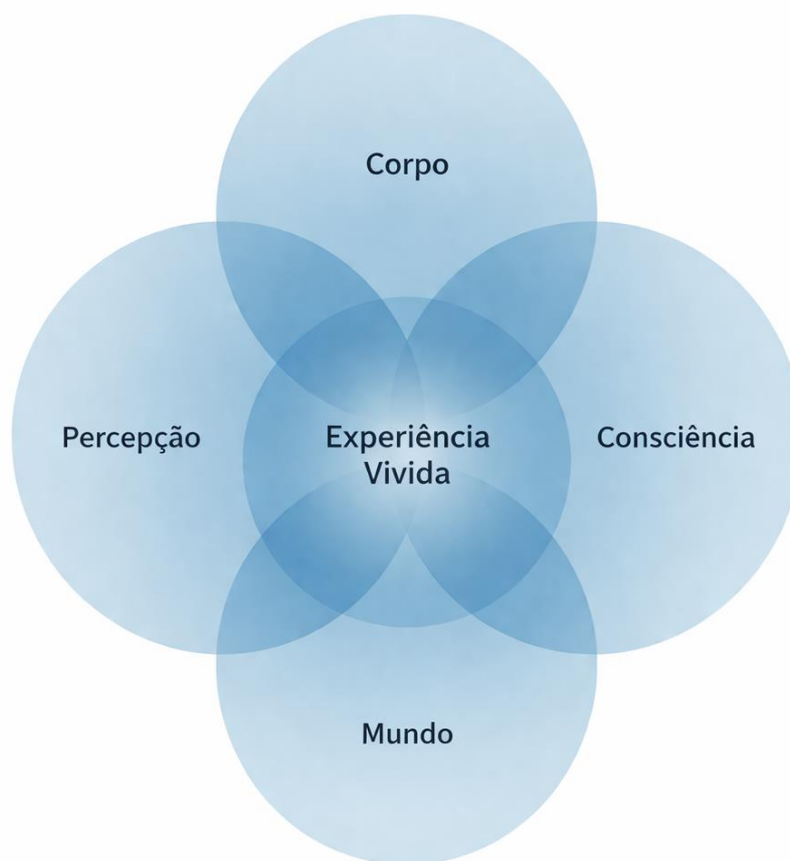 Corpo
Percepção
Experiência
Vivida
Consciência
Mundo